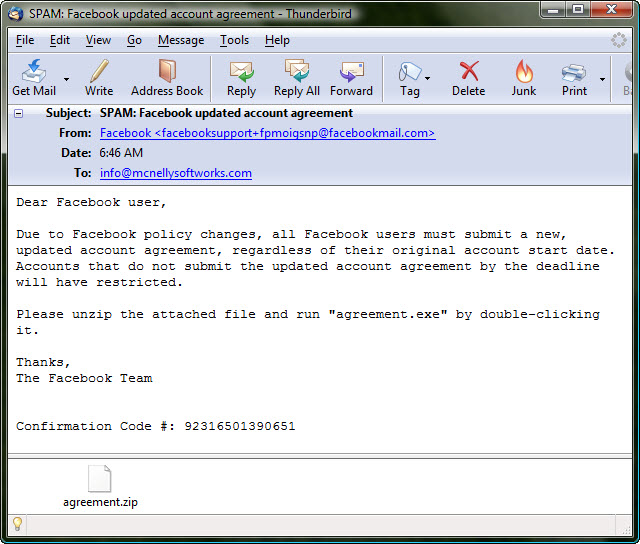 SPAM: Facebook updated account agreement - Thunderbird
File Edit View Go Message Tools Help
Get Mail Write Address Book Reply Reply All Forward Tag Delete Junk Print
Subject: SPAM: Facebook updated account agreement
From: Facebook <facebooksupport+fpmoigsnp@facebookmail.com>
Date: 6:46 AM
To: info@mcnellysoftworks.com
Dear Facebook user,
Due to Facebook policy changes, all Facebook users must submit a new,
updated account agreement, regardless of their original account start date.
Accounts that do not submit the updated account agreement by the deadline
will have restricted.
Please unzip the attached file and run "agreement.exe" by double-clicking
it.
Thanks,
The Facebook Team
Confirmation Code #: 92316501390651
agreement.zip